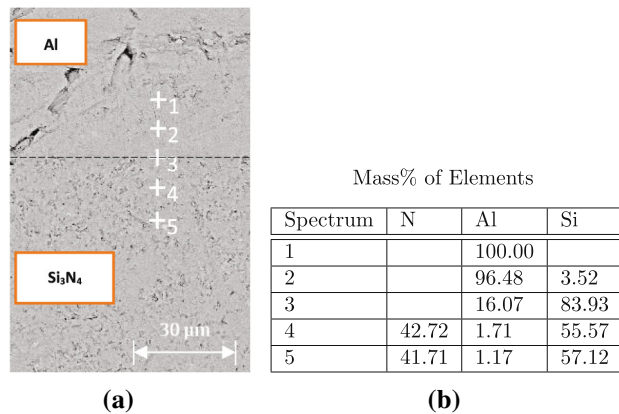 Al
1
2
3
4
5
Si₃N₄
30 μm
(a)
Mass% of Elements
Spectrum N Al Si
1 100.00
2 96.48 3.52
3 16.07 83.93
4 42.72 1.71 55.57
5 41.71 1.17 57.12
(b)